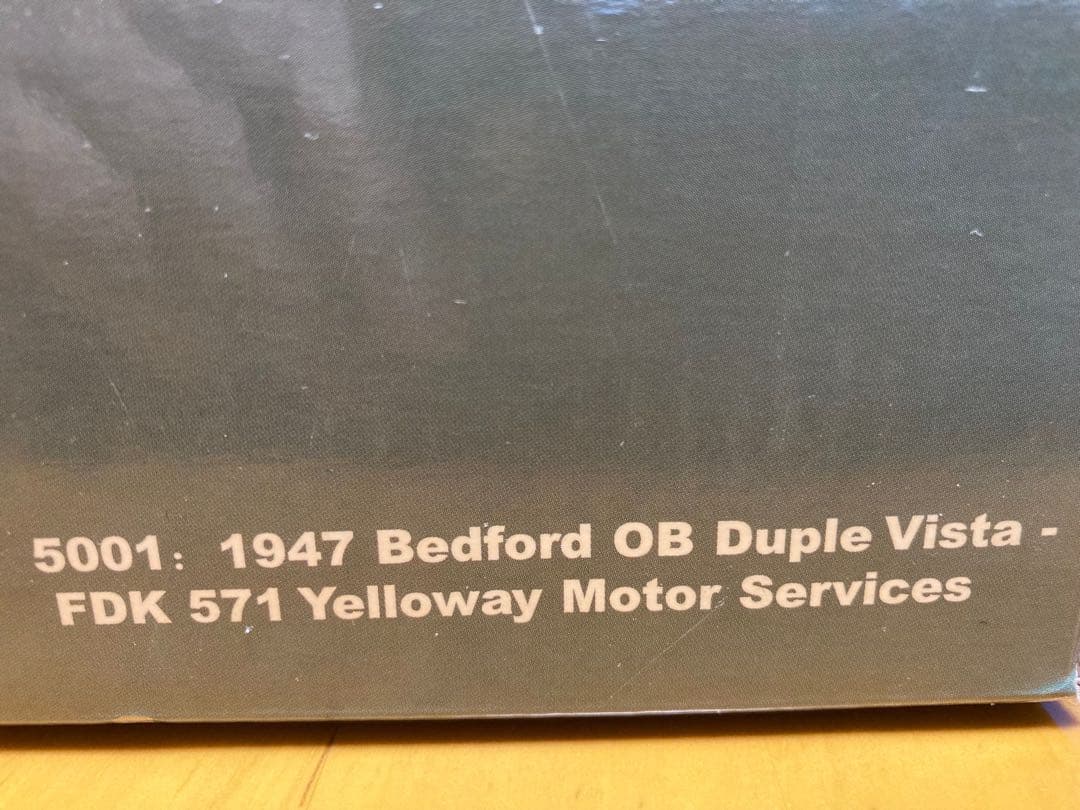 5001: 1947 Bedford OB Duple Vista -
FDK 571 Yelloway Motor Services